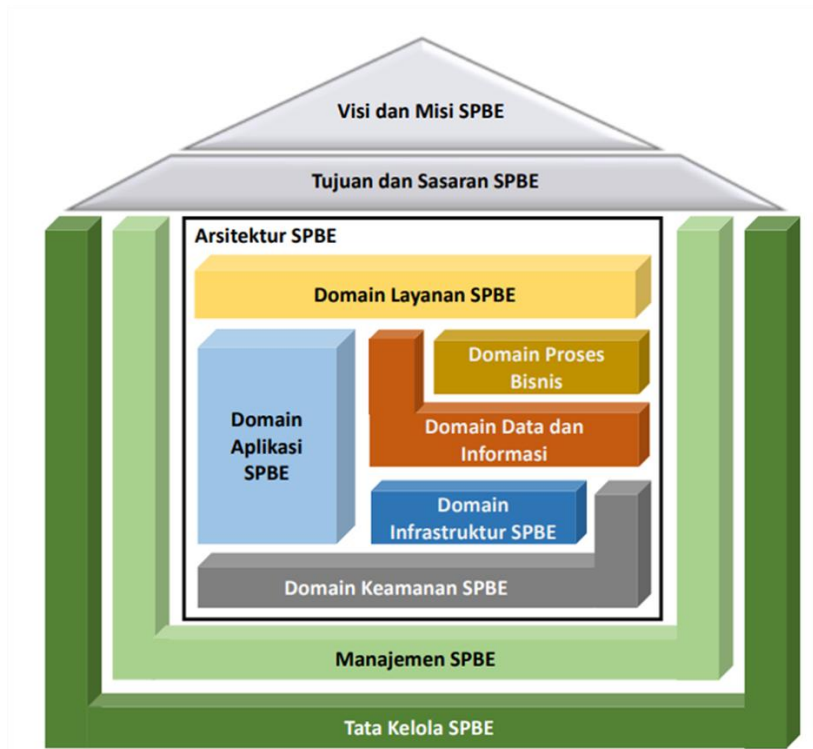 Visi dan Misi SPBE
Tujuan dan Sasaran SPBE
Arsitektur SPBE
Domain Layanan SPBE
Domain Proses
Bisnis
Domain
Aplikasi
SPBE
Domain Data dan
Informasi
Domain
Infrastruktur SPBE
Domain Keamanan SPBE
Manajemen SPBE
Tata Kelola SPBE